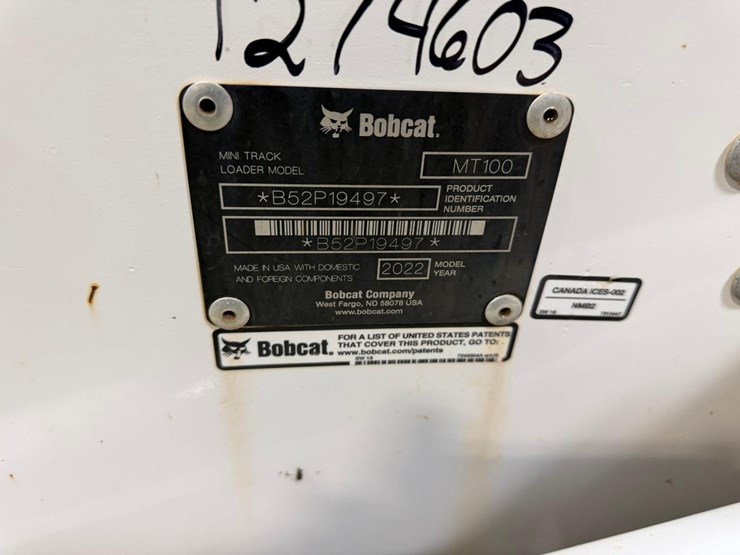 1274603
Bobcat.
MINI TRACK
LOADER MODEL
MT100
*B52P19497*
PRODUCT
IDENTIFICATION
NUMBER
*B52P19497*
MADE IN USA WITH DOMESTIC
AND FOREIGN COMPONENTS
2022
MODEL
YEAR
Bobcat Company
West Fargo, ND 58078 USA
www.bobcat.com
CANADA ICES-002
NMB2
Bobcat.
FOR A LIST OF UNITED STATES PATENTS
THAT COVER THIS PRODUCT, GO TO:
www.bobcat.com/patents